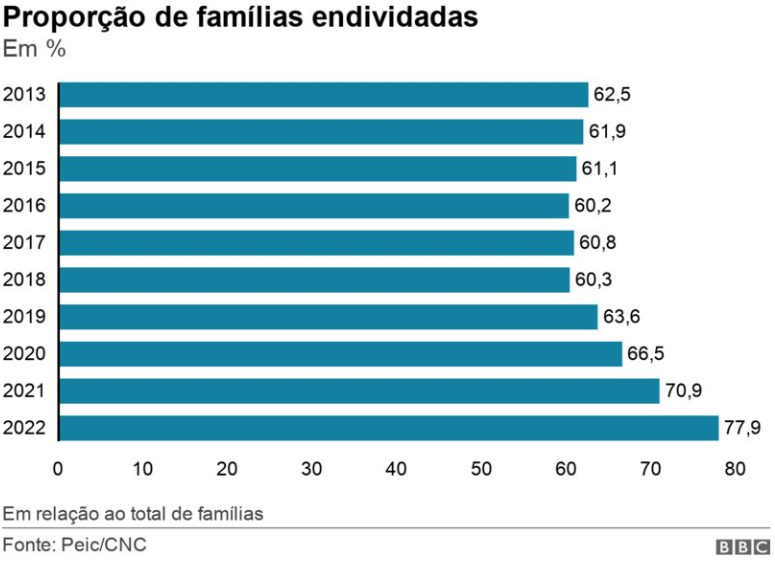 Proporção de famílias endividadas
Em %
2013 62,5
2014 61,9
2015 61,1
2016 60,2
2017 60,8
2018 60,3
2019 63,6
2020 66,5
2021 70,9
2022 77,9
0 10 20 30 40 50 60 70 80
Em relação ao total de famílias
Fonte: Peic/CNC BBC